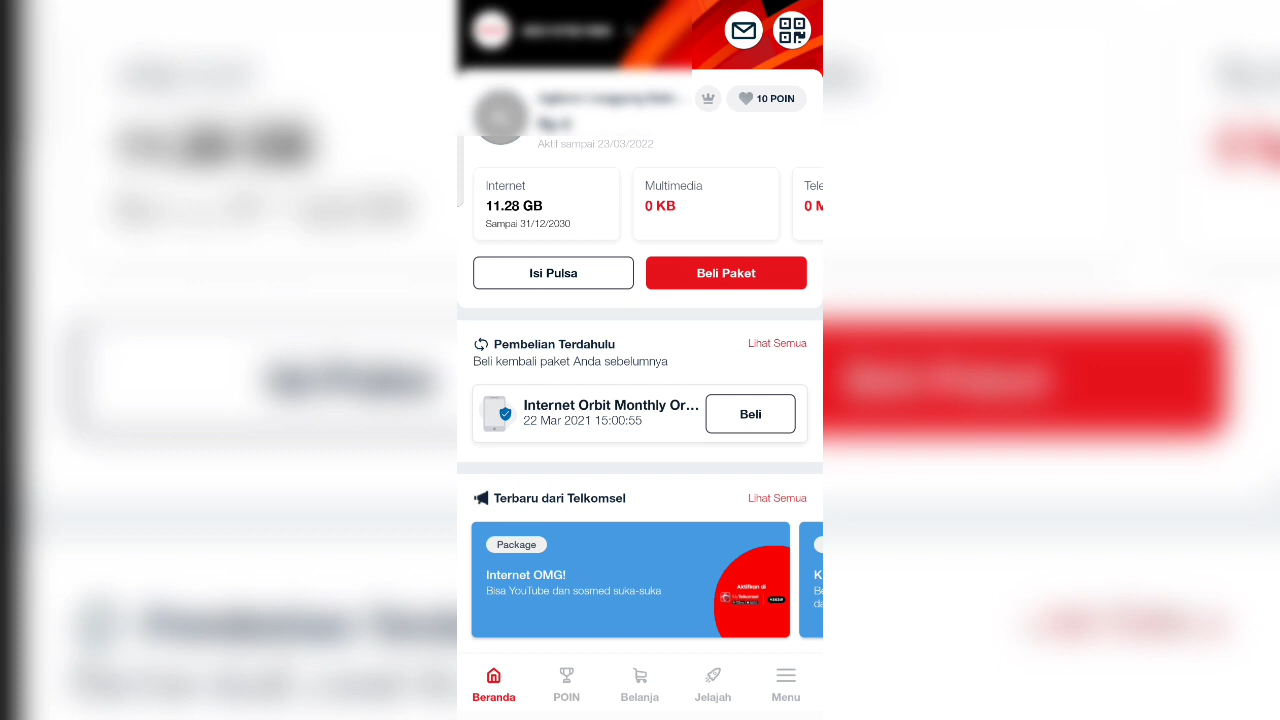 10 POIN
Aktif sampai 23/03/2022
Internet
11.28 GB
Sampai 31/12/2030
Multimedia
0 KB
Isi Pulsa
Beli Paket
Pembelian Terdahulu
Lihat Semua
Beli kembali paket Anda sebelumnya
Internet Orbit Monthly Or...
22 Mar 2021 15:00:55
Beli
Terbaru dari Telkomsel
Lihat Semua
Package
Internet OMG!
Bisa YouTube dan sosmed suka-suka
Aktifkan di
MyTelkomsel
Beranda
POIN
Belanja
Jelajah
Menu